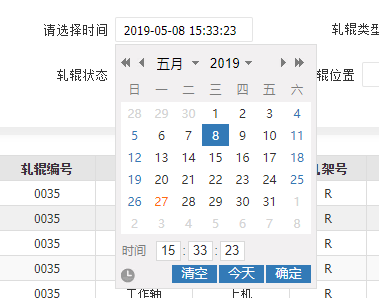 请选择时间 2019-05-08 15:33:23 轧辊类型
轧辊状态 五月 2019 辊位置
日 一 二 三 四 五 六
28 29 30 1 2 3 4
5 6 7 8 9 10 11
12 13 14 15 16 17 18
19 20 21 22 23 24 25
26 27 28 29 30 31 1
2 3 4 5 6 7 8
时间 15 : 33 : 23
清空 今天 确定
轧辊编号 架号
0035 R
0035 R
0035 R
0035 R
0035 工作轴 上机 R